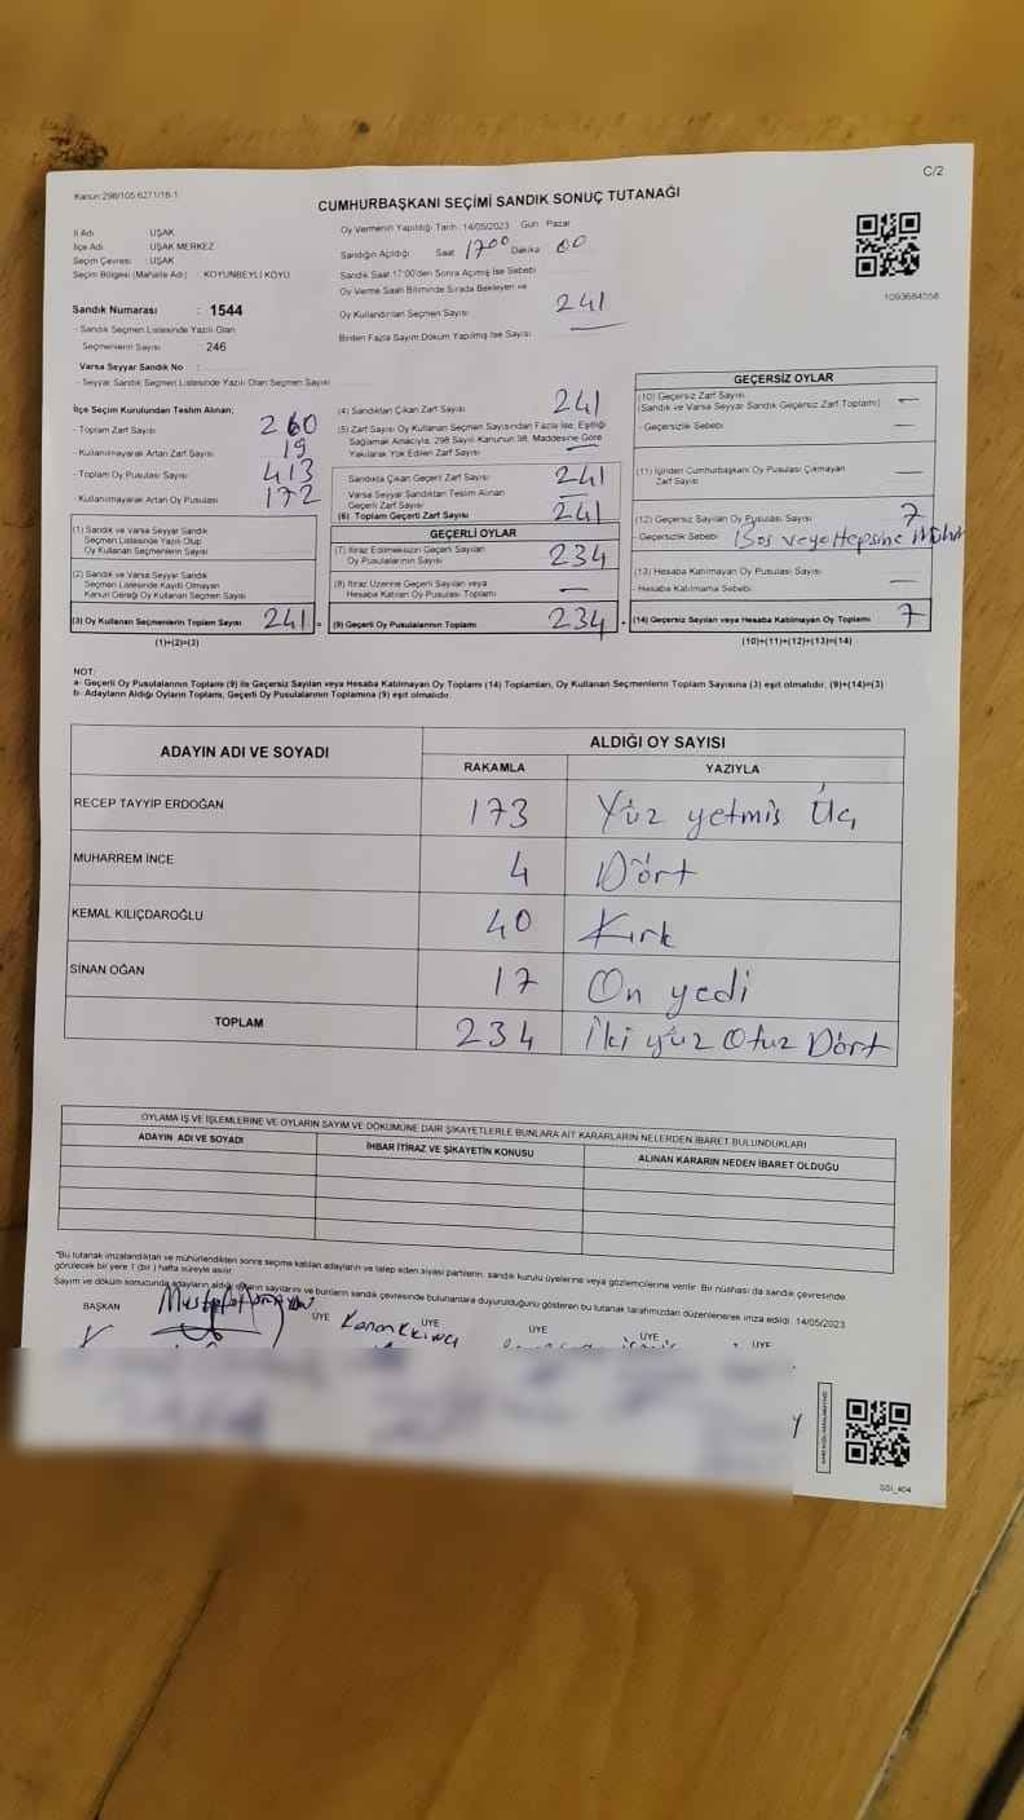 Kanun:298/105 6271/18-1
C/2
CUMHURBAŞKANI SEÇİMİ SANDIK SONUÇ TUTANAĞI
İl Adı UŞAK
İlçe Adı UŞAK MERKEZ
Seçim Çevresi : UŞAK
Seçim Bölgesi (Mahalle Adı) : KOYUNBEYLİ KÖYÜ
Oy Vermenin Yapıldığı Tarih: 14/05/2023 Gün: Pazar
Sandığın Açıldığı Saat 1700 Dakika 00
Sandık Saat 17:00'den Sonra Açılmış İse Sebebi
Oy Verme Saati Bitiminde Sırada Bekleyen ve
Oy Kullandırılan Seçmen Sayısı 241
Birden Fazla Sayım Döküm Yapılmış İse Sayısı
1093684558
Sandık Numarası : 1544
- Sandık Seçmen Listesinde Yazılı Olan
Seçmenlerin Sayısı : 246
Varsa Seyyar Sandık No :
- Seyyar Sandık Seçmen Listesinde Yazılı Olan Seçmen Sayısı
İlçe Seçim Kurulundan Teslim Alınan;
- Toplam Zarf Sayısı 260
- Kullanılmayarak Artan Zarf Sayısı 19
- Toplam Oy Pusulası Sayısı 413
- Kullanılmayarak Artan Oy Pusulası 172
(1) Sandık ve Varsa Seyyar Sandık
Seçmen Listesinde Yazılı Olup
Oy Kullanan Seçmenlerin Sayısı
(2) Sandık ve Varsa Seyyar Sandık
Seçmen Listesinde Kayıtlı Olmayan
Kanun Gereği Oy Kullanan Seçmen Sayısı
(3) Oy Kullanan Seçmenlerin Toplam Sayısı 241
(1)+(2)=(3)
(4) Sandıktan Çıkan Zarf Sayısı 241
(5) Zarf Sayısı Oy Kullanan Seçmen Sayısından Fazla İse, Eşitliği
Sağlamak Amacıyla, 298 Sayılı Kanunun 98. Maddesine Göre
Yakılarak Yok Edilen Zarf Sayısı —
Sandıkta Çıkan Geçerli Zarf Sayısı 241
Varsa Seyyar Sandıktan Teslim Alınan
Geçerli Zarf Sayısı —
(6) Toplam Geçerli Zarf Sayısı 241
GEÇERLİ OYLAR
(7) İtiraz Edilmeksizin Geçerli Sayılan
Oy Pusulalarının Sayısı 234
(8) İtiraz Üzerine Geçerli Sayılan veya
Hesaba Katılan Oy Pusulası Toplamı —
(9) Geçerli Oy Pusulalarının Toplamı 234
GEÇERSİZ OYLAR
(10) Geçersiz Zarf Sayısı
(Sandık ve Varsa Seyyar Sandık Geçersiz Zarf Toplamı) —
Geçersizlik Sebebi —
(11) İçinden Cumhurbaşkanı Oy Pusulası Çıkmayan
Zarf Sayısı —
(12) Geçersiz Sayılan Oy Pusulası Sayısı 7
Geçersizlik Sebebi Boş veya Hepsine Mühür
(13) Hesaba Katılmayan Oy Pusulası Sayısı
Hesaba Katılmama Sebebi —
(14) Geçersiz Sayılan veya Hesaba Katılmayan Oy Toplamı 7
(10)+(11)+(12)+(13)=(14)
NOT:
a- Geçerli Oy Pusulalarının Toplamı (9) ile Geçersiz Sayılan veya Hesaba Katılmayan Oy Toplamı (14) Toplamları, Oy Kullanan Seçmenlerin Toplam Sayısına (3) eşit olmalıdır. (9)+(14)=(3)
b- Adayların Aldığı Oyların Toplamı, Geçerli Oy Pusulalarının Toplamına (9) eşit olmalıdır.
ADAYIN ADI VE SOYADI ALDIĞI OY SAYISI
RAKAMLA YAZIYLA
RECEP TAYYİP ERDOĞAN 173 Yüz yetmiş Üç
MUHARREM İNCE 4 Dört
KEMAL KILIÇDAROĞLU 40 Kırk
SİNAN OĞAN 17 On yedi
TOPLAM 234 İki yüz Otuz Dört
OYLAMA İŞ VE İŞLEMLERİNE VE OYLARIN SAYIM VE DÖKÜMÜNE DAİR ŞİKAYETLERLE BUNLARA AİT KARARLARIN NELERDEN İBARET BULUNDUKLARI
ADAYIN ADI VE SOYADI İHBAR İTİRAZ VE ŞİKAYETİN KONUSU ALINAN KARARIN NEDEN İBARET OLDUĞU
"Bu tutanak imzalandıktan ve mühürlendikten sonra seçime katılan adayların ve talep eden siyasi partilerin, sandık kurulu üyelerine veya gözlemcilerine verilir. Bir nüshası da sandık çevresinde
görülecek bir yere 1 (bir) hafta süreyle asılır.
Sayım ve döküm sonucunda adayların aldığı oyların sayılarını ve bunların sandık çevresinde bulunanlara duyurulduğunu gösteren bu tutanak tarafımızdan düzenlenerek imza edildi. 14/05/2023
BAŞKAN ÜYE ÜYE ÜYE ÜYE ÜYE